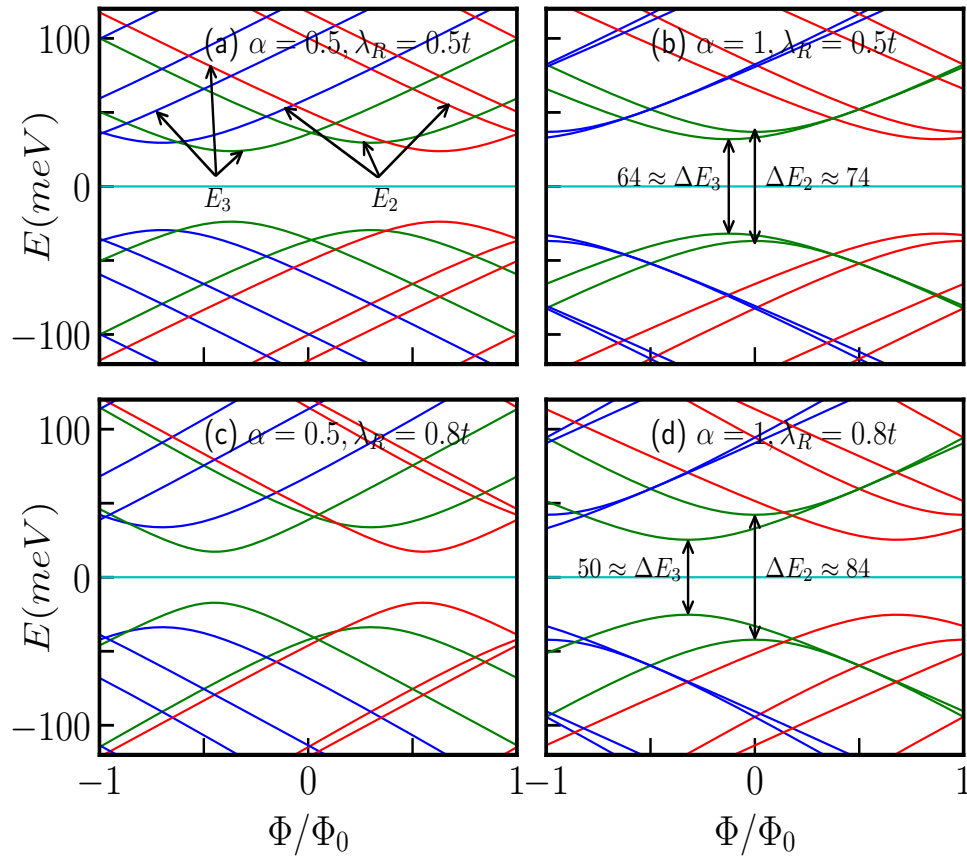 (a) α = 0.5, λ_R = 0.5t
(b) α = 1, λ_R = 0.5t
E(meV)
100
0
−100
E_3
E_2
64 ≈ ΔE_3
ΔE_2 ≈ 74
(c) α = 0.5, λ_R = 0.8t
(d) α = 1, λ_R = 0.8t
E(meV)
100
0
−100
50 ≈ ΔE_3
ΔE_2 ≈ 84
−1
0
1
−1
0
1
Φ/Φ_0
Φ/Φ_0